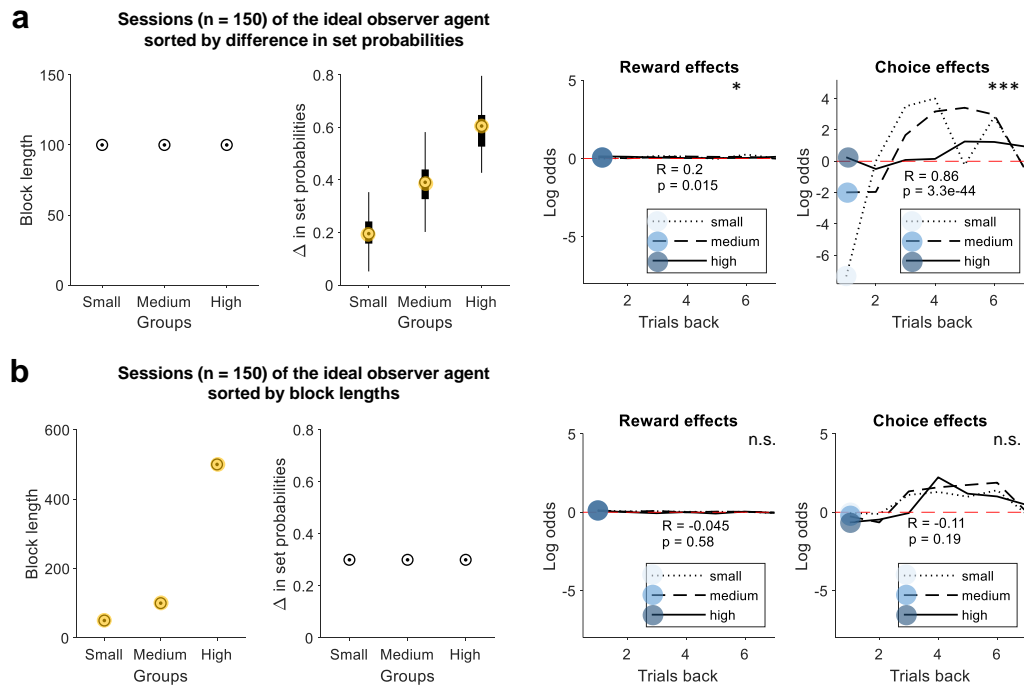 a
Sessions (n = 150) of the ideal observer agent
sorted by difference in set probabilities
Block length
150
100
50
0
Small Medium High
Groups
Δ in set probabilities
0.8
0.6
0.4
0.2
0
Small Medium High
Groups
Reward effects
*
Log odds
5
0
-5
R = 0.2
p = 0.015
small
medium
high
2 4 6
Trials back
Choice effects
***
Log odds
4
2
0
-2
-4
-6
R = 0.86
p = 3.3e-44
small
medium
high
2 4 6
Trials back
b
Sessions (n = 150) of the ideal observer agent
sorted by block lengths
Block length
600
400
200
0
Small Medium High
Groups
Δ in set probabilities
0.8
0.6
0.4
0.2
0
Small Medium High
Groups
Reward effects
n.s.
Log odds
5
0
-5
R = -0.045
p = 0.58
small
medium
high
2 4 6
Trials back
Choice effects
n.s.
Log odds
5
0
-5
R = -0.11
p = 0.19
small
medium
high
2 4 6
Trials back